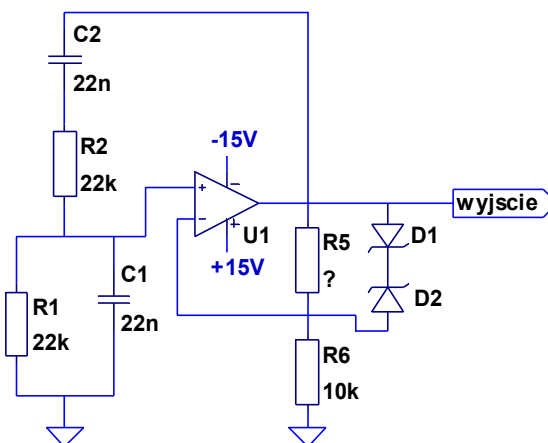 C2
22n
R2
22k
-15V
+
-
+
U1
+15V
-
wyjscie
R5
?
D1
D2
C1
22n
R1
22k
R6
10k